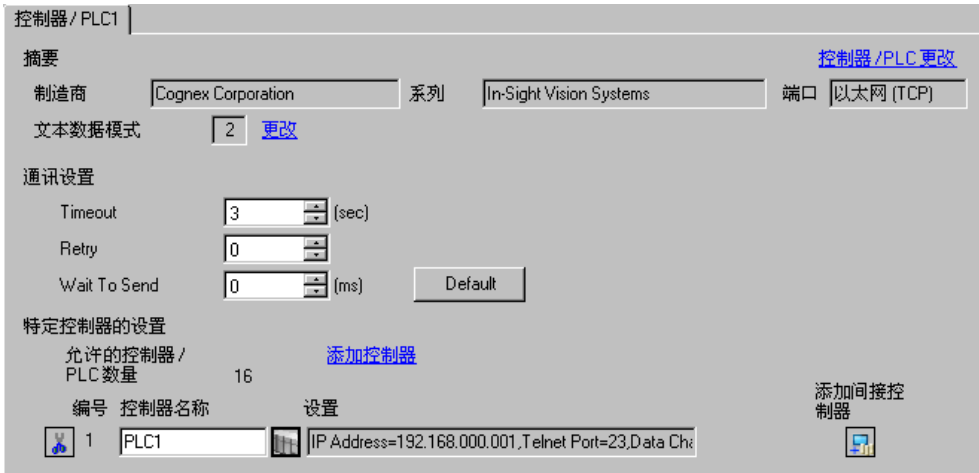 控制器/PLC1
摘要 控制器/PLC更改
制造商 Cognex Corporation 系列 In-Sight Vision Systems 端口 以太网 (TCP)
文本数据模式 2 更改
通讯设置
Timeout 3 (sec)
Retry 0
Wait To Send 0 (ms) Default
特定控制器的设置
允许的控制器/
PLC数量 16 添加控制器
编号 控制器名称 设置 添加间接控
制器
1 PLC1 IP Address=192.168.000.001,Telnet Port=23,Data Cha